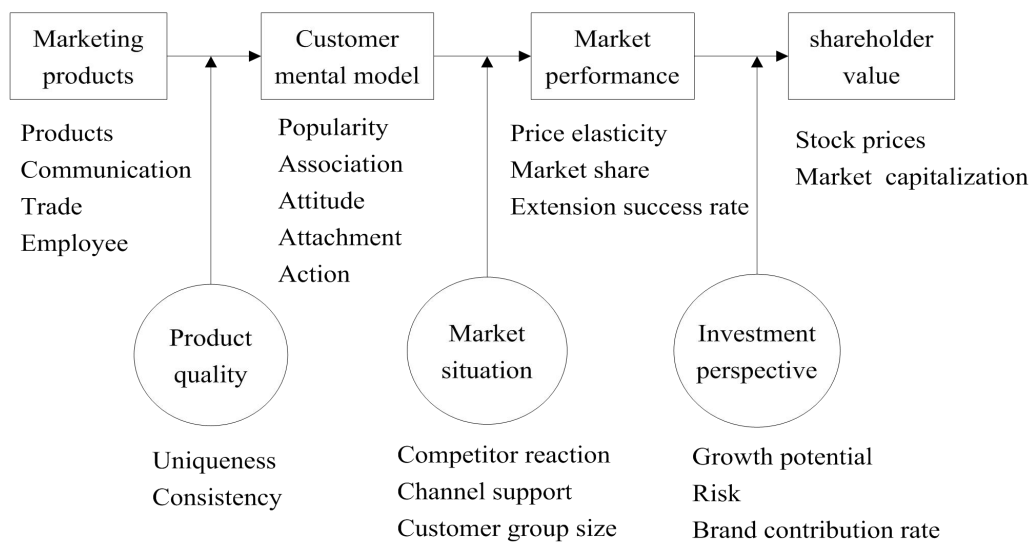 Marketing
products
Customer
mental model
Market
performance
shareholder
value
Products
Communication
Trade
Employee
Popularity
Association
Attitude
Attachment
Action
Price elasticity
Market share
Extension success rate
Stock prices
Market capitalization
Product
quality
Market
situation
Investment
perspective
Uniqueness
Consistency
Competitor reaction
Channel support
Customer group size
Growth potential
Risk
Brand contribution rate